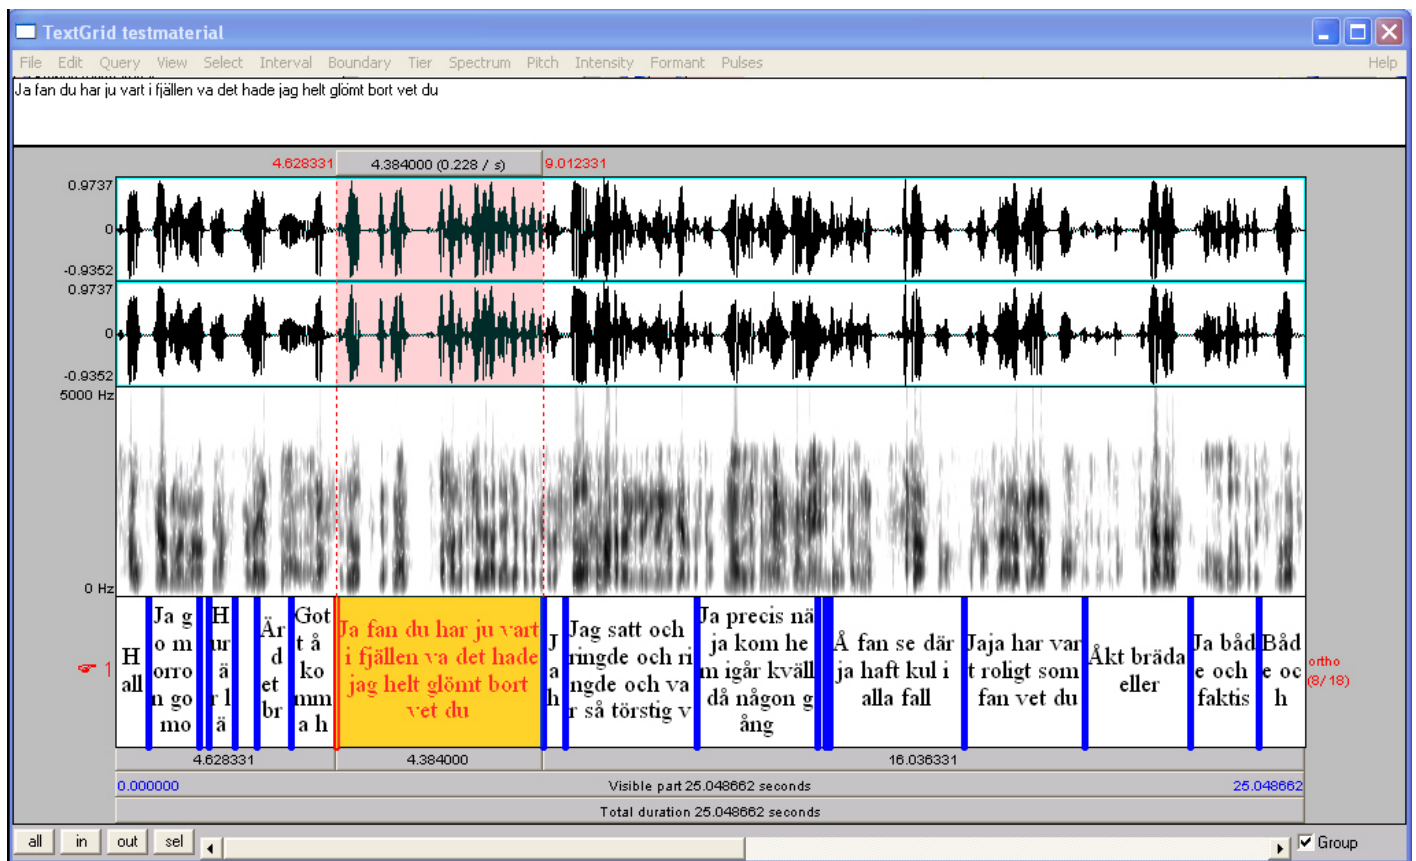 TextGrid testmaterial
File Edit Query View Select Interval Boundary Tier Spectrum Pitch Intensity Formant Pulses Help
Ja fan du har ju vart i fjällen va det hade jag helt glömt bort vet du
4.628331 4.384000 (0.228 / s) 9.012331
0.9737
0
-0.9352
0.9737
0
-0.9352
5000 Hz
0 Hz
1
H
all
Ja g
o m
orro
n go
mo
H
ur
ä
r l
ä
Är
d
et
br
Got
t å
ko
mm
a h
Ja fan du har ju vart
i fjällen va det hade
jag helt glömt bort
vet du
J
a
h
Jag satt och
ringde och ri
ngde och va
r så törstig v
Ja precis nä
ja kom he
m igår kväll
då någon g
ång
Å fan se där
ja haft kul i
alla fall
Jaja har var
t roligt som
fan vet du
Åkt bräda
eller
Ja båd
e och
faktis
Båd
e oc
h
ortho
(8/18)
4.628331 4.384000 16.036331
0.000000 Visible part 25.048662 seconds 25.048662
Total duration 25.048662 seconds
all in out sel Group